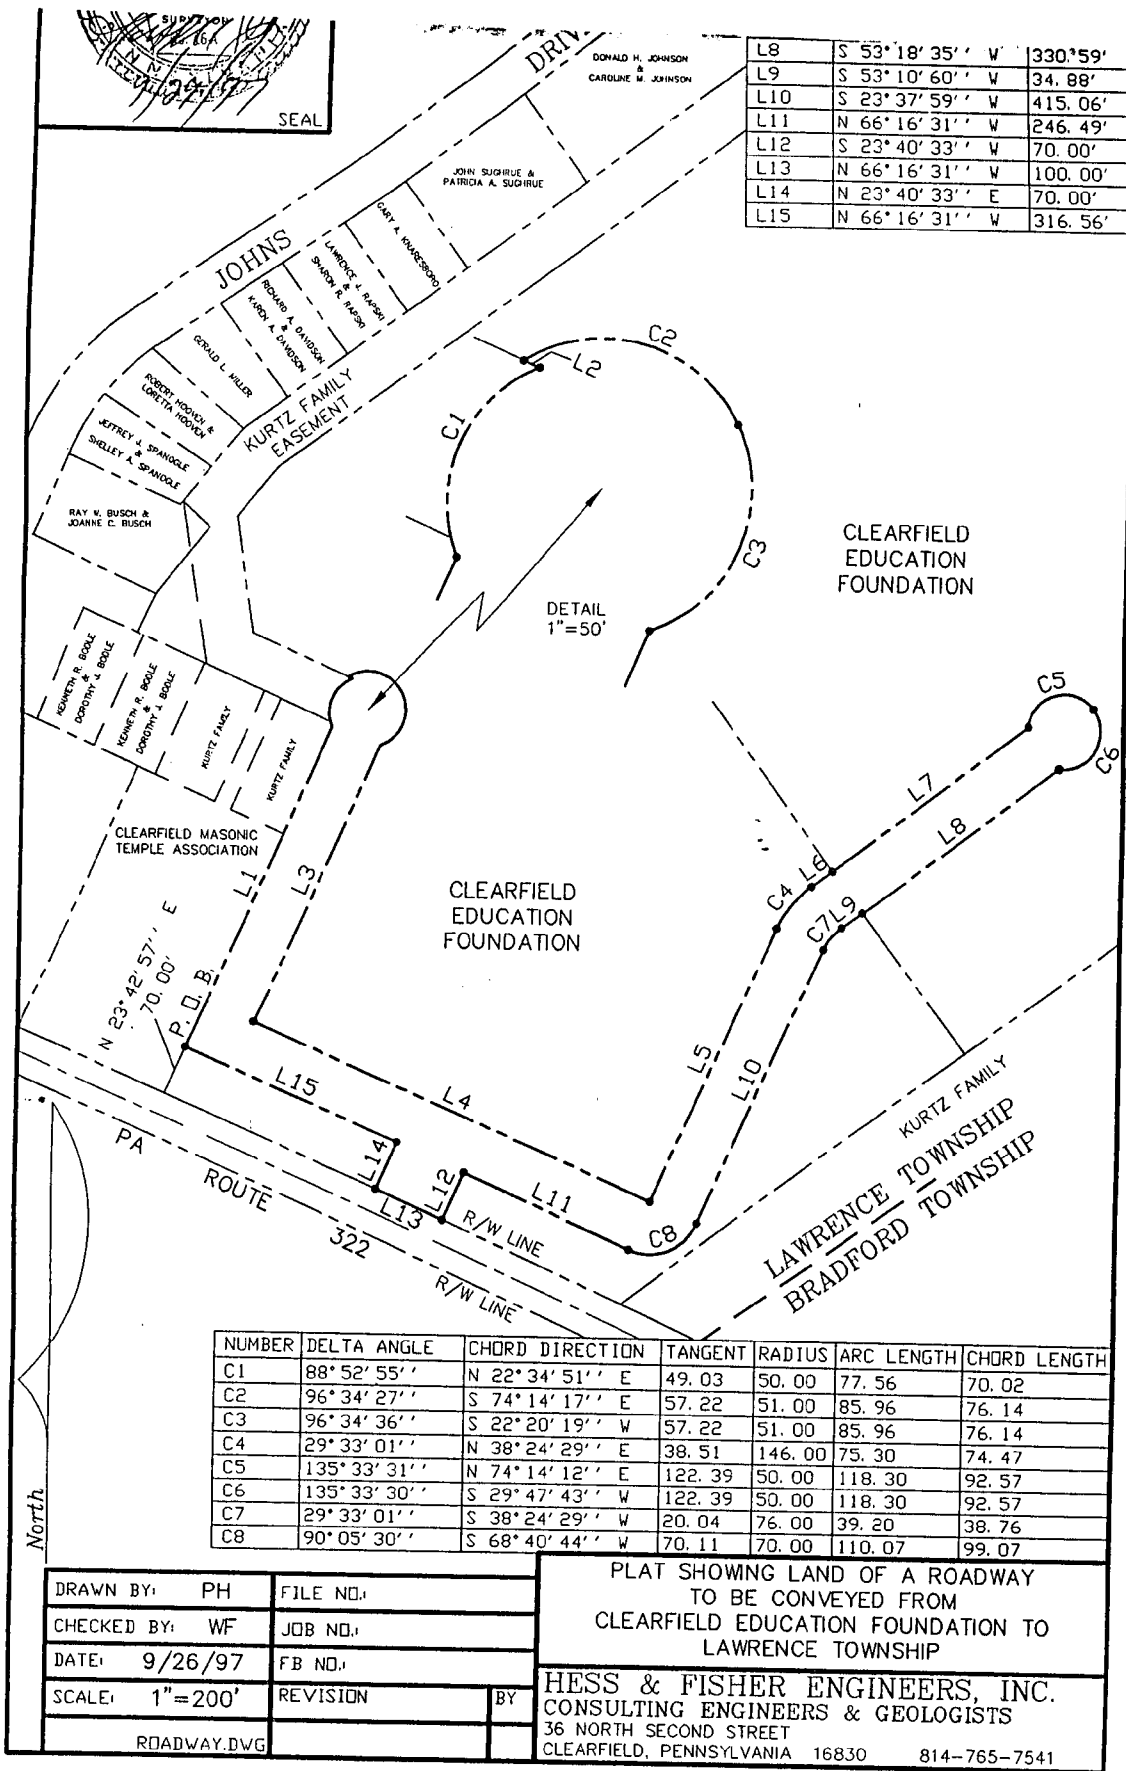 SURVEYOR
SEAL
DRIV
DONALD H. JOHNSON
&
CAROLINE M. JOHNSON
L8 S 53°18'35'' W 330.59'
L9 S 53°10'60'' W 34.88'
L10 S 23°37'59'' W 415.06'
L11 N 66°16'31'' W 246.49'
L12 S 23°40'33'' W 70.00'
L13 N 66°16'31'' W 100.00'
L14 N 23°40'33'' E 70.00'
L15 N 66°16'31'' W 316.56'
JOHN SUGHRUE &
PATRICIA A. SUGHRUE
GARY A. KNARESBORO
JOHNS
LAWRENCE J. RAPSKI
&
SHARON R. RAPSKI
RICHARD A. DAVIDSON
&
KAREN A. DAVIDSON
GERALD L. MILLER
ROBERT HOOVEN &
LORETTA HOOVEN
JEFFREY J. SPANOGLE
&
SHELLEY A. SPANOGLE
RAY W. BUSCH &
JOANNE C. BUSCH
KURTZ FAMILY
EASEMENT
C2
L2
C1
C3
DETAIL
1"=50'
CLEARFIELD
EDUCATION
FOUNDATION
KENNETH R. BODLE
&
DOROTHY J. BODLE
KENNETH R. BODLE
&
DOROTHY J. BODLE
KURTZ FAMILY
KURTZ FAMILY
CLEARFIELD MASONIC
TEMPLE ASSOCIATION
C5
C6
L7
L8
L6
C4
C7
L9
L1
L3
CLEARFIELD
EDUCATION
FOUNDATION
N 23°42'57'' E
70.00'
P.O.B.
L15
L4
L5
L10
L14
L13
L12
L11
C8
PA ROUTE 322
R/W LINE
R/W LINE
KURTZ FAMILY
LAWRENCE TOWNSHIP
BRADFORD TOWNSHIP
North
NUMBER DELTA ANGLE CHORD DIRECTION TANGENT RADIUS ARC LENGTH CHORD LENGTH
C1 88°52'55'' N 22°34'51'' E 49.03 50.00 77.56 70.02
C2 96°34'27'' S 74°14'17'' E 57.22 51.00 85.96 76.14
C3 96°34'36'' S 22°20'19'' W 57.22 51.00 85.96 76.14
C4 29°33'01'' N 38°24'29'' E 38.51 146.00 75.30 74.47
C5 135°33'31'' N 74°14'12'' E 122.39 50.00 118.30 92.57
C6 135°33'30'' S 29°47'43'' W 122.39 50.00 118.30 92.57
C7 29°33'01'' S 38°24'29'' W 20.04 76.00 39.20 38.76
C8 90°05'30'' S 68°40'44'' W 70.11 70.00 110.07 99.07
DRAWN BY: PH FILE NO.:
CHECKED BY: WF JOB NO.:
DATE: 9/26/97 FB NO.:
SCALE: 1"=200' REVISION BY
ROADWAY.DWG
PLAT SHOWING LAND OF A ROADWAY
TO BE CONVEYED FROM
CLEARFIELD EDUCATION FOUNDATION TO
LAWRENCE TOWNSHIP
HESS & FISHER ENGINEERS, INC.
CONSULTING ENGINEERS & GEOLOGISTS
36 NORTH SECOND STREET
CLEARFIELD, PENNSYLVANIA 16830 814-765-7541